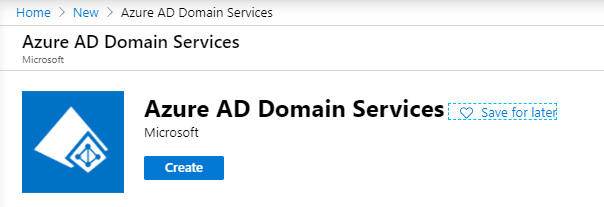 Home > New > Azure AD Domain Services
Azure AD Domain Services
Microsoft
Azure AD Domain Services Save for later
Microsoft
Create